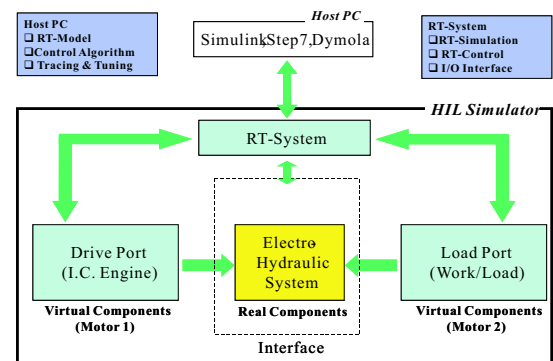 Host PC
❑ RT-Model
❑Control Algorithm
❑ Tracing & Tuning
Host PC
Simulink,Step7,Dymola
RT-System
❑RT-Simulation
❑ RT-Control
❑ I/O Interface
HIL Simulator
RT-System
Drive Port
(I.C. Engine)
Virtual Components
(Motor 1)
Electro-
Hydraulic
System
Real Components
Interface
Load Port
(Work/Load)
Virtual Components
(Motor 2)